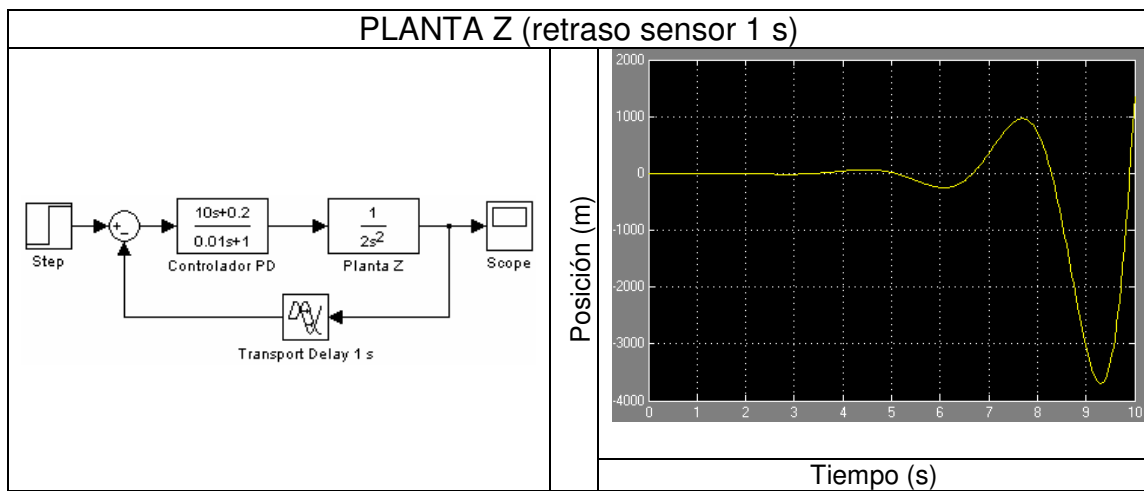 PLANTA Z (retraso sensor 1 s)
Step
+
−
10s+0.2
0.01s+1
Controlador PD
1
2s²
Planta Z
Scope
Transport Delay 1 s
Posición (m)
2000
1000
0
-1000
-2000
-3000
-4000
0 1 2 3 4 5 6 7 8 9 10
Tiempo (s)